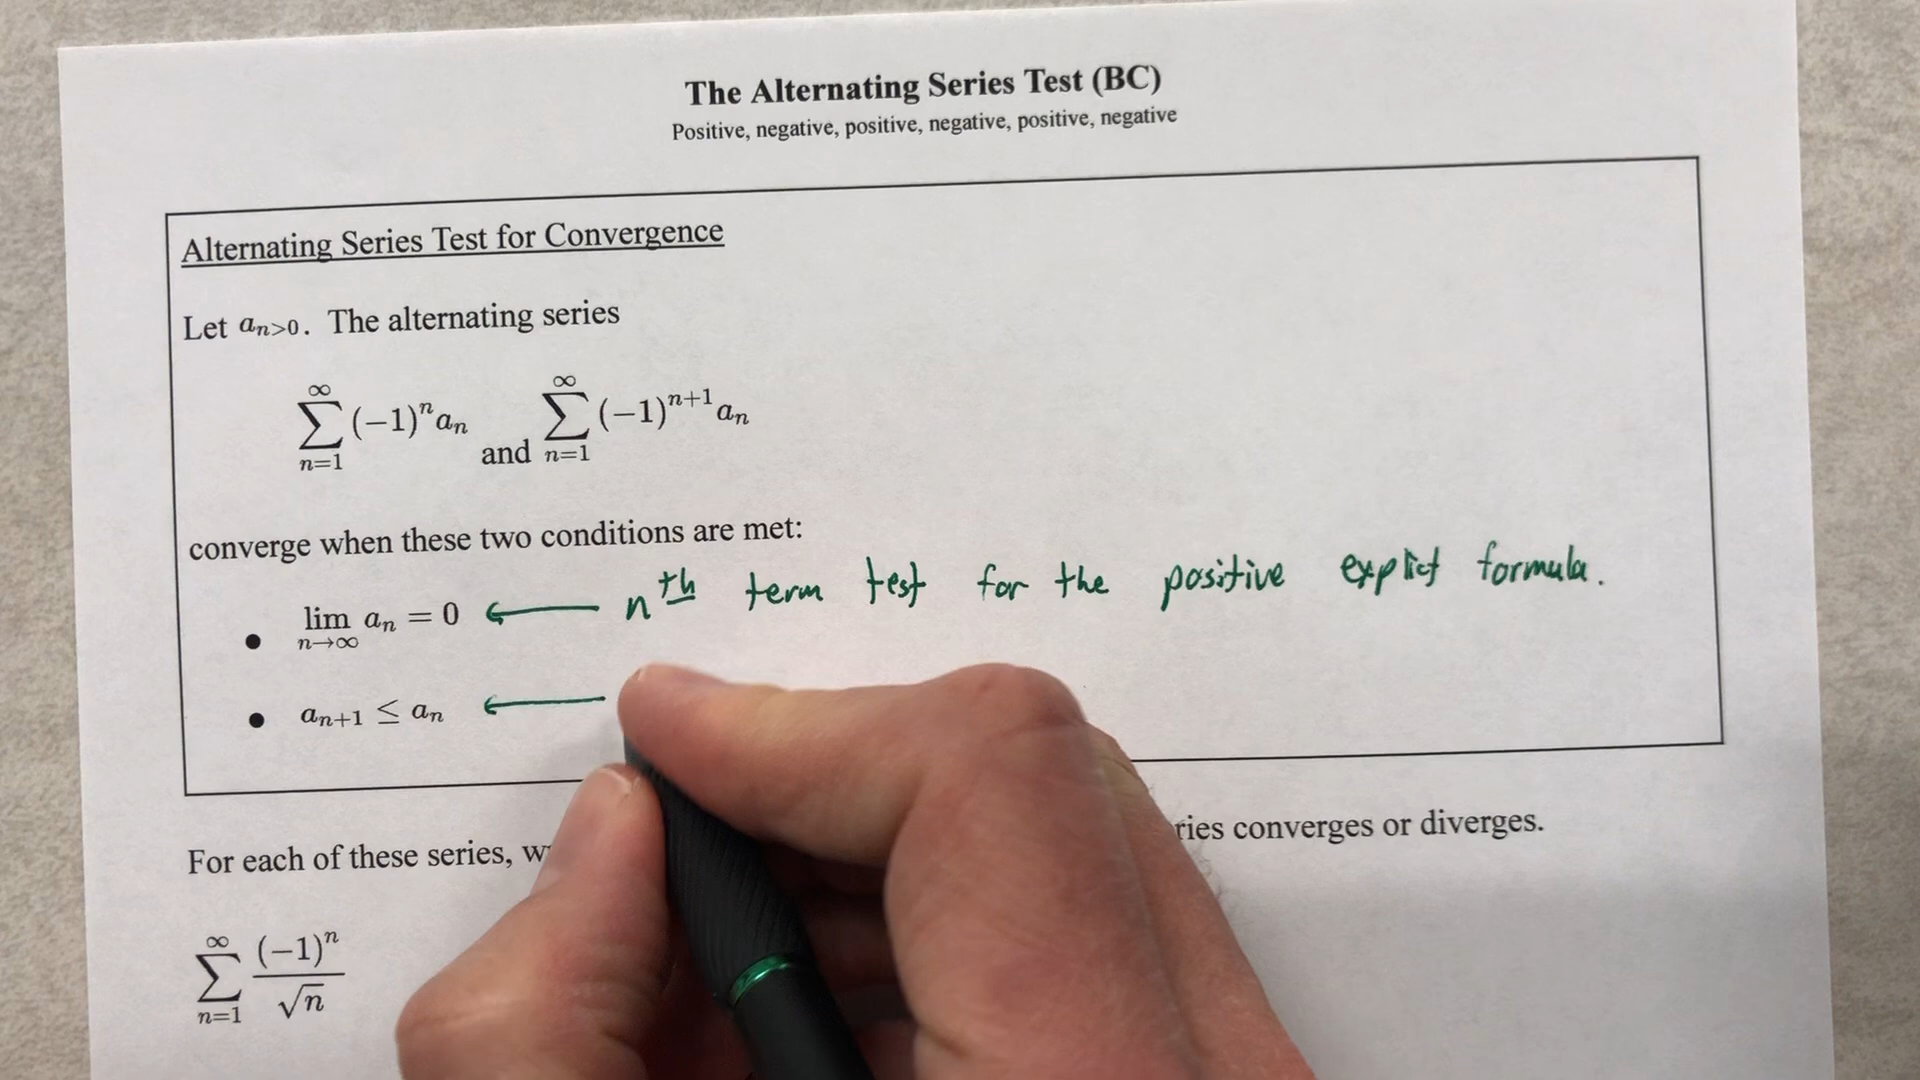 The Alternating Series Test (BC)
Positive, negative, positive, negative, positive, negative
Alternating Series Test for Convergence
Let aₙ>₀. The alternating series
∞∑n=1 (−1)ⁿaₙ and ∞∑n=1 (−1)ⁿ⁺¹aₙ
converge when these two conditions are met:
• lim n→∞ aₙ = 0 ← nᵗʰ term test for the positive explict formula.
• aₙ₊₁ ≤ aₙ ←
For each of these series, ries converges or diverges.
∞∑n=1 (−1)ⁿ/√n